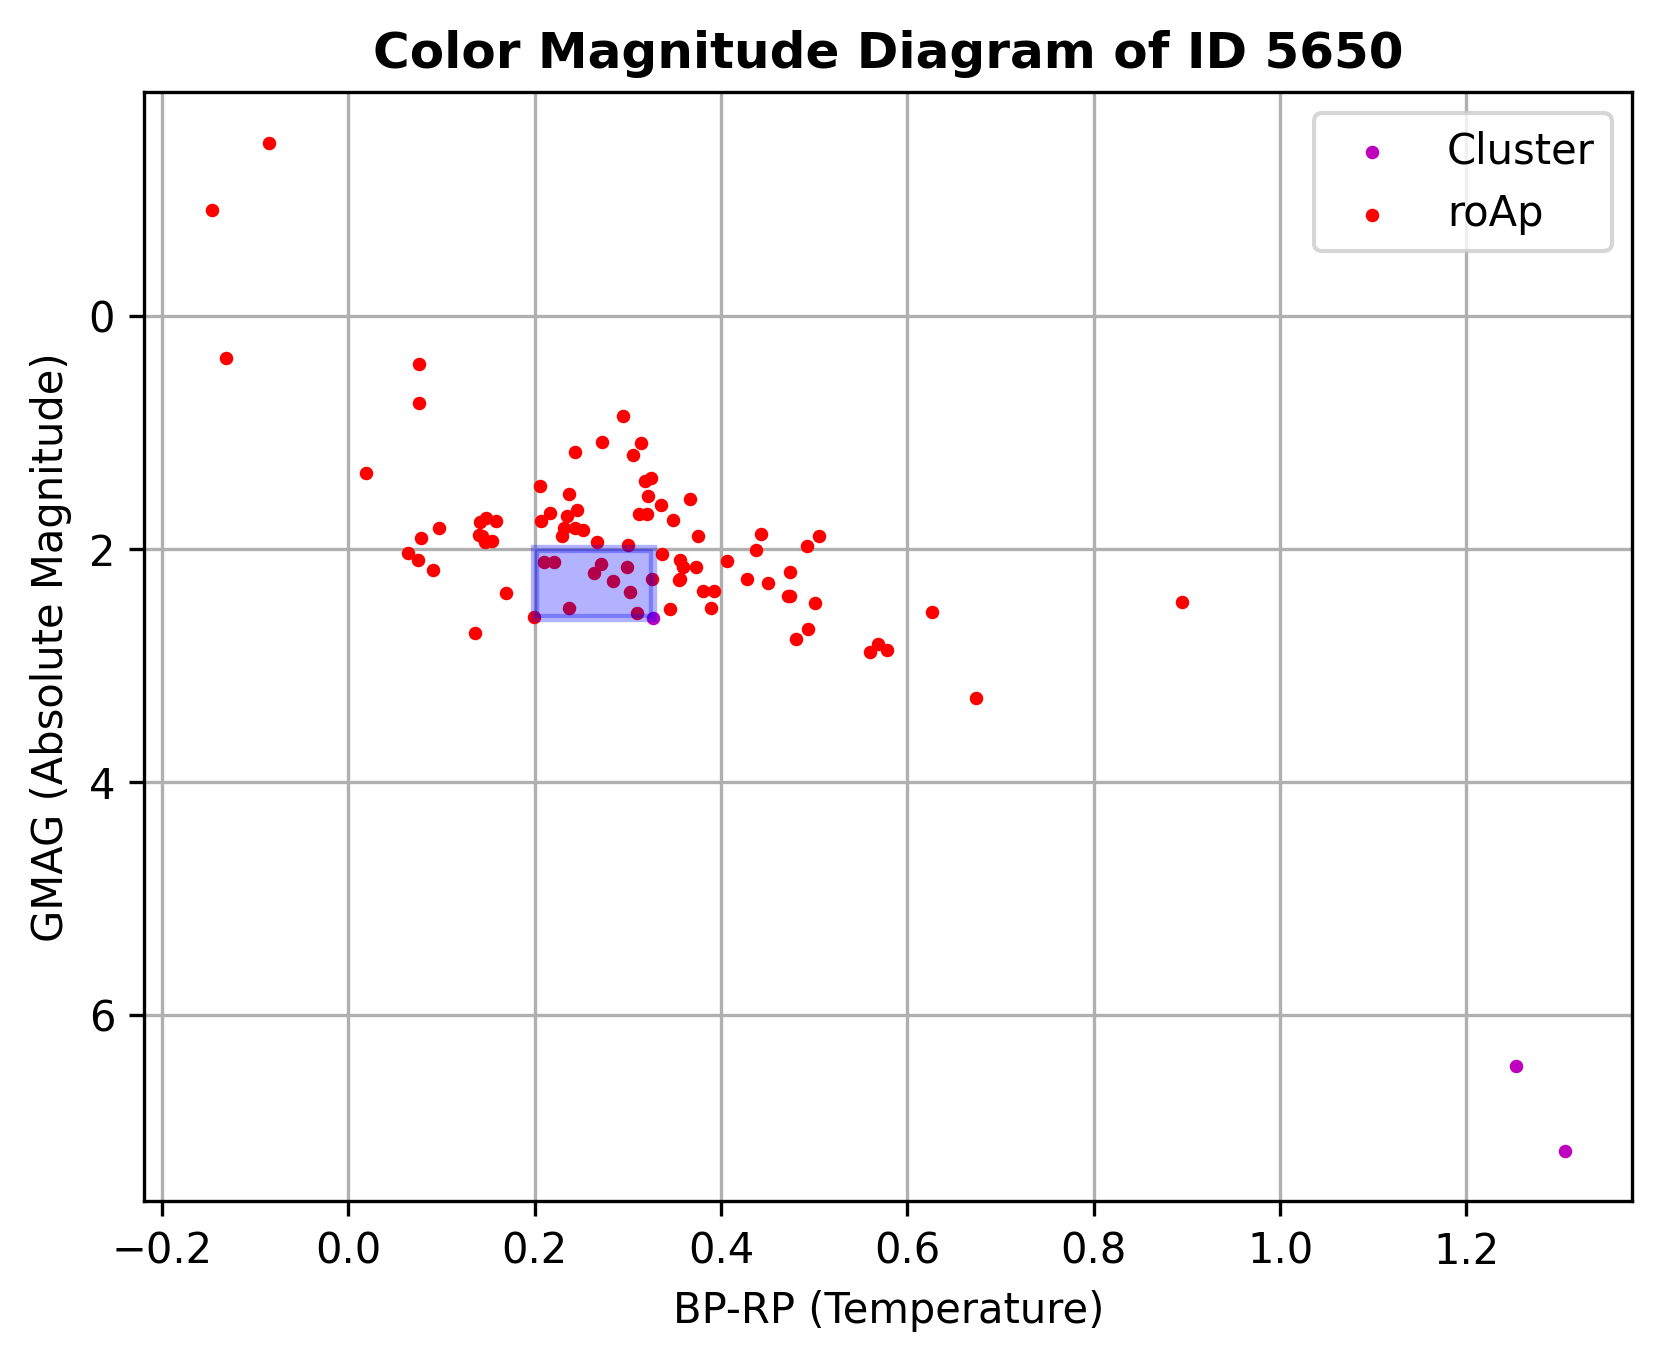 Color Magnitude Diagram of ID 5650
Cluster
roAp
GMAG (Absolute Magnitude)
0
2
4
6
−0.2 0.0 0.2 0.4 0.6 0.8 1.0 1.2
BP-RP (Temperature)